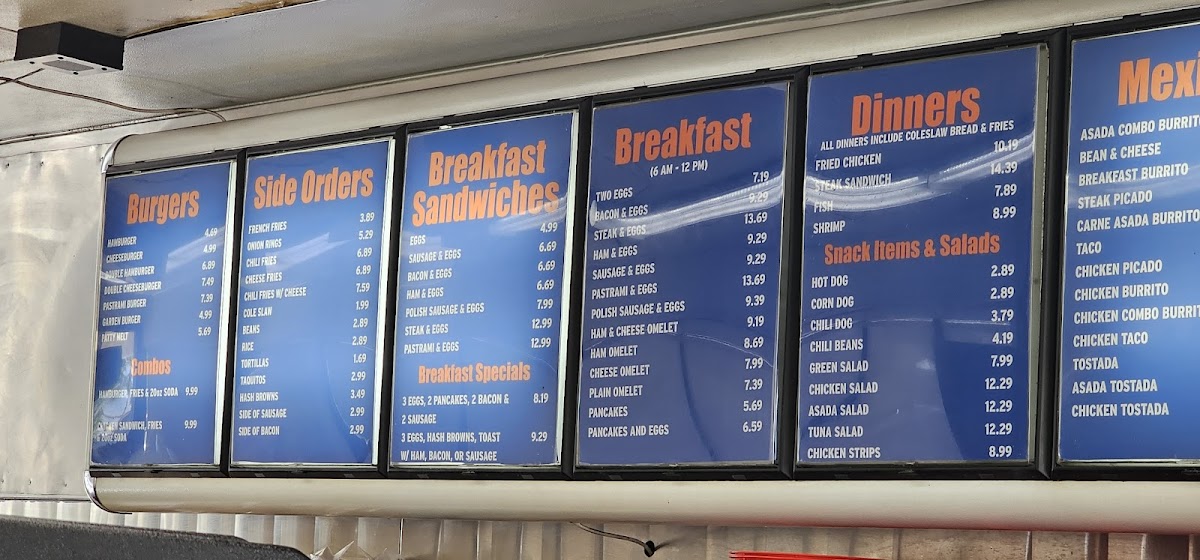 Burgers
HAMBURGER 4.69
CHEESEBURGER 4.99
DOUBLE HAMBURGER 6.89
DOUBLE CHEESEBURGER 7.49
PASTRAMI BURGER 7.39
GARDEN BURGER 4.99
PATTY MELT 5.69
Combos
HAMBURGER, FRIES & 20oz SODA 9.99
CHICKEN SANDWICH, FRIES 9.99
& 20oz SODA
Side Orders
FRENCH FRIES 3.89
ONION RINGS 5.29
CHILI FRIES 6.89
CHEESE FRIES 6.89
CHILI FRIES W/ CHEESE 7.59
COLE SLAW 1.99
BEANS 2.89
RICE 2.89
TORTILLAS 1.69
TAQUITOS 2.99
HASH BROWNS 3.49
SIDE OF SAUSAGE 2.99
SIDE OF BACON 2.99
Breakfast
Sandwiches
EGGS 4.99
SAUSAGE & EGGS 6.69
BACON & EGGS 6.69
HAM & EGGS 6.69
POLISH SAUSAGE & EGGS 7.99
STEAK & EGGS 12.99
PASTRAMI & EGGS 12.99
Breakfast Specials
3 EGGS, 2 PANCAKES, 2 BACON & 8.19
2 SAUSAGE
3 EGGS, HASH BROWNS, TOAST 9.29
W/ HAM, BACON, OR SAUSAGE
Breakfast
(6 AM - 12 PM)
TWO EGGS 7.19
BACON & EGGS 9.29
STEAK & EGGS 13.69
HAM & EGGS 9.29
SAUSAGE & EGGS 9.29
PASTRAMI & EGGS 13.69
POLISH SAUSAGE & EGGS 9.39
HAM & CHEESE OMELET 9.19
HAM OMELET 8.69
CHEESE OMELET 7.99
PLAIN OMELET 7.39
PANCAKES 5.69
PANCAKES AND EGGS 6.59
Dinners
ALL DINNERS INCLUDE COLESLAW BREAD & FRIES
FRIED CHICKEN 10.19
STEAK SANDWICH 14.39
FISH 7.89
SHRIMP 8.99
Snack Items & Salads
HOT DOG 2.89
CORN DOG 2.89
CHILI DOG 3.79
CHILI BEANS 4.19
GREEN SALAD 7.99
CHICKEN SALAD 12.29
ASADA SALAD 12.29
TUNA SALAD 12.29
CHICKEN STRIPS 8.99
Mexi
ASADA COMBO BURRITO
BEAN & CHEESE
BREAKFAST BURRITO
STEAK PICADO
CARNE ASADA BURRITO
TACO
CHICKEN PICADO
CHICKEN BURRITO
CHICKEN COMBO BURRIT
CHICKEN TACO
TOSTADA
ASADA TOSTADA
CHICKEN TOSTADA